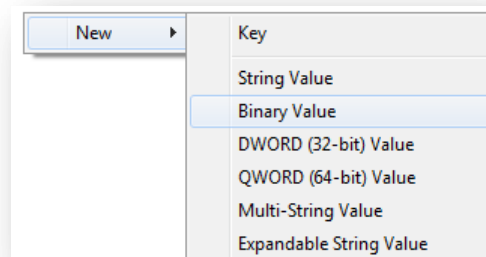 New
Key
String Value
Binary Value
DWORD (32-bit) Value
QWORD (64-bit) Value
Multi-String Value
Expandable String Value